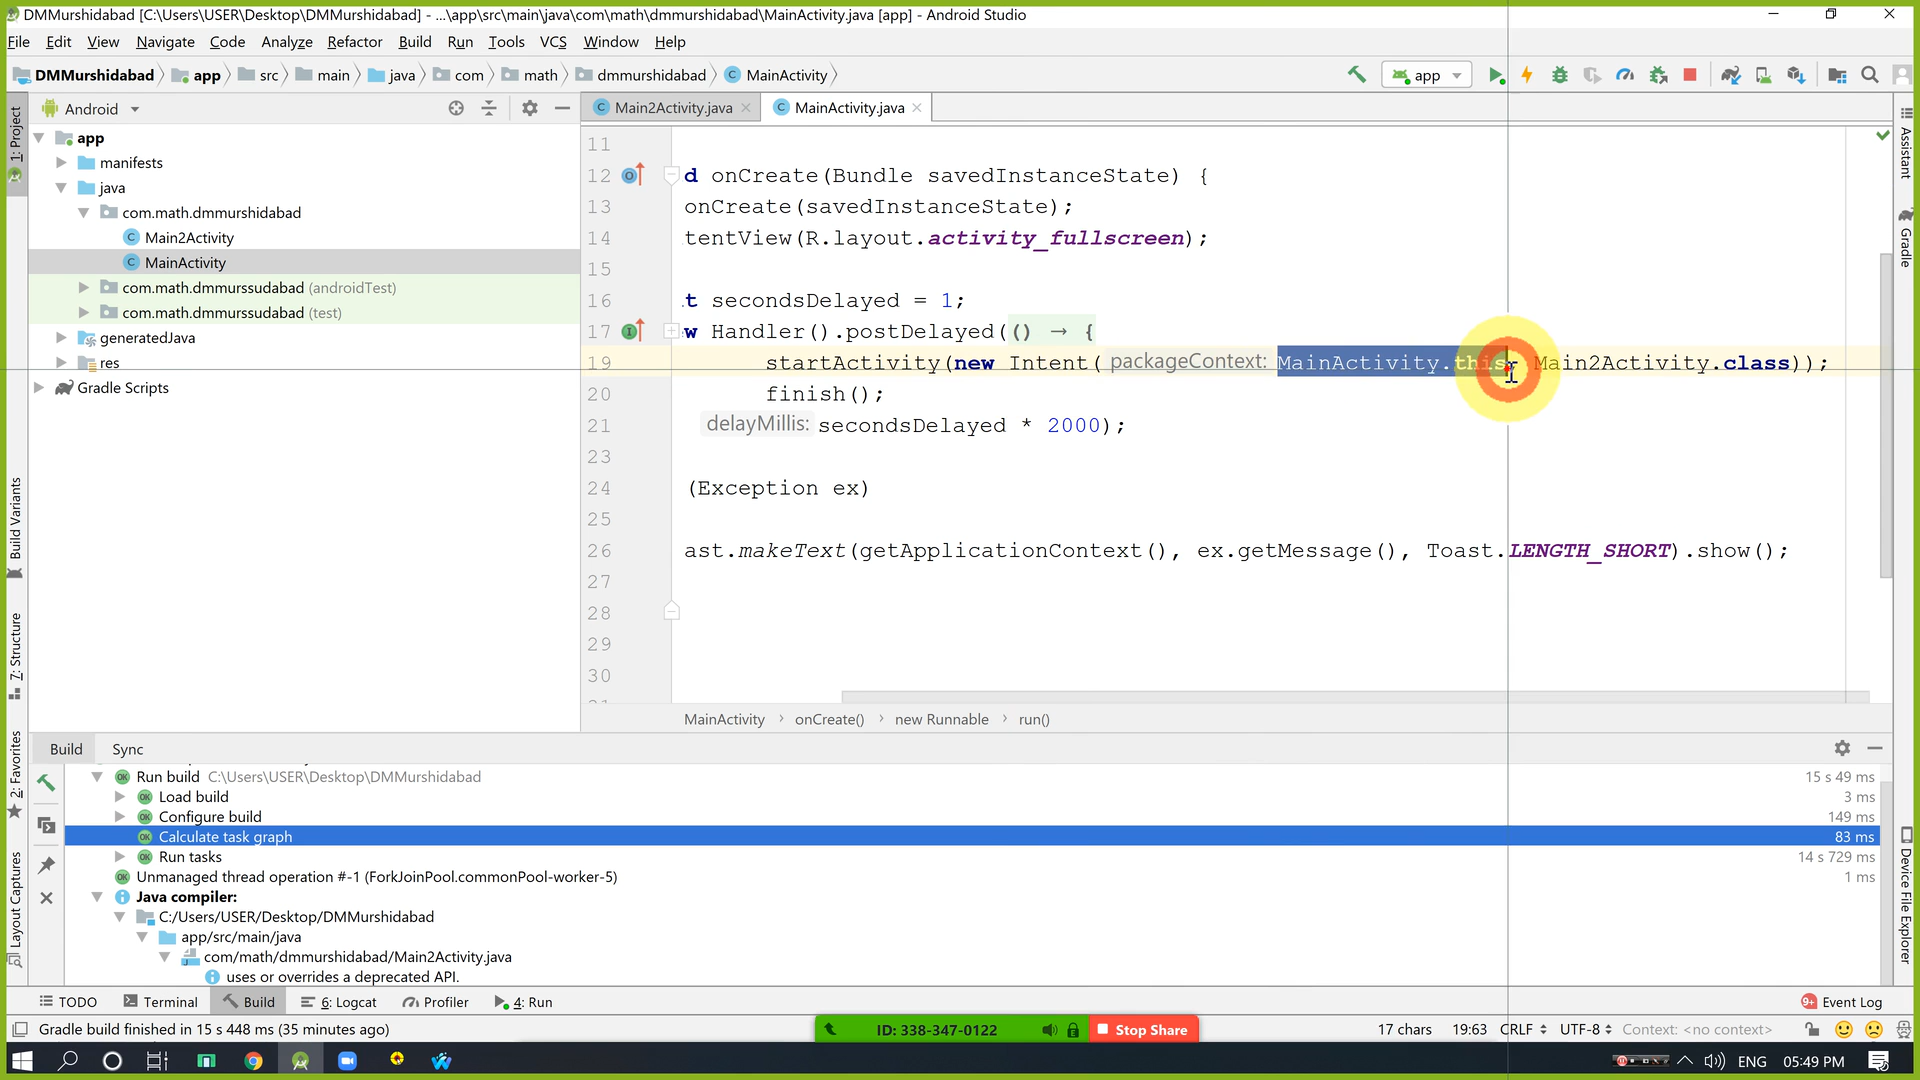 DMMurshidabad [C:\Users\USER\Desktop\DMMurshidabad] - ...\app\src\main\java\com\math\dmmurshidabad\MainActivity.java [app] - Android Studio
File Edit View Navigate Code Analyze Refactor Build Run Tools VCS Window Help
DMMurshidabad app src main java com math dmmurshidabad MainActivity app
Android
Main2Activity.java MainActivity.java
1: Project
Build Variants
7: Structure
2: Favorites
Layout Captures
app
manifests
java
com.math.dmmurshidabad
Main2Activity
MainActivity
com.math.dmmurssudabad (androidTest)
com.math.dmmurssudabad (test)
generatedJava
res
Gradle Scripts
11
12 d onCreate(Bundle savedInstanceState) {
13 onCreate(savedInstanceState);
14 tentView(R.layout.activity_fullscreen);
15
16 t secondsDelayed = 1;
17 w Handler().postDelayed(() → {
19 startActivity(new Intent( packageContext: MainActivity.this, Main2Activity.class));
20 finish();
21 delayMillis: secondsDelayed * 2000);
23
24 (Exception ex)
25
26 ast.makeText(getApplicationContext(), ex.getMessage(), Toast.LENGTH_SHORT).show();
27
28
29
30
MainActivity › onCreate() › new Runnable › run()
Assistant
Gradle
Device File Explorer
Build Sync
Run build C:\Users\USER\Desktop\DMMurshidabad 15 s 49 ms
Load build 3 ms
Configure build 149 ms
Calculate task graph 83 ms
Run tasks 14 s 729 ms
Unmanaged thread operation #-1 (ForkJoinPool.commonPool-worker-5) 1 ms
Java compiler:
C:/Users/USER/Desktop/DMMurshidabad
app/src/main/java
com/math/dmmurshidabad/Main2Activity.java
uses or overrides a deprecated API.
TODO Terminal Build 6: Logcat Profiler 4: Run 9+ Event Log
Gradle build finished in 15 s 448 ms (35 minutes ago) ID: 338-347-0122 Stop Share 17 chars 19:63 CRLF UTF-8 Context: <no context>
ENG 05:49 PM